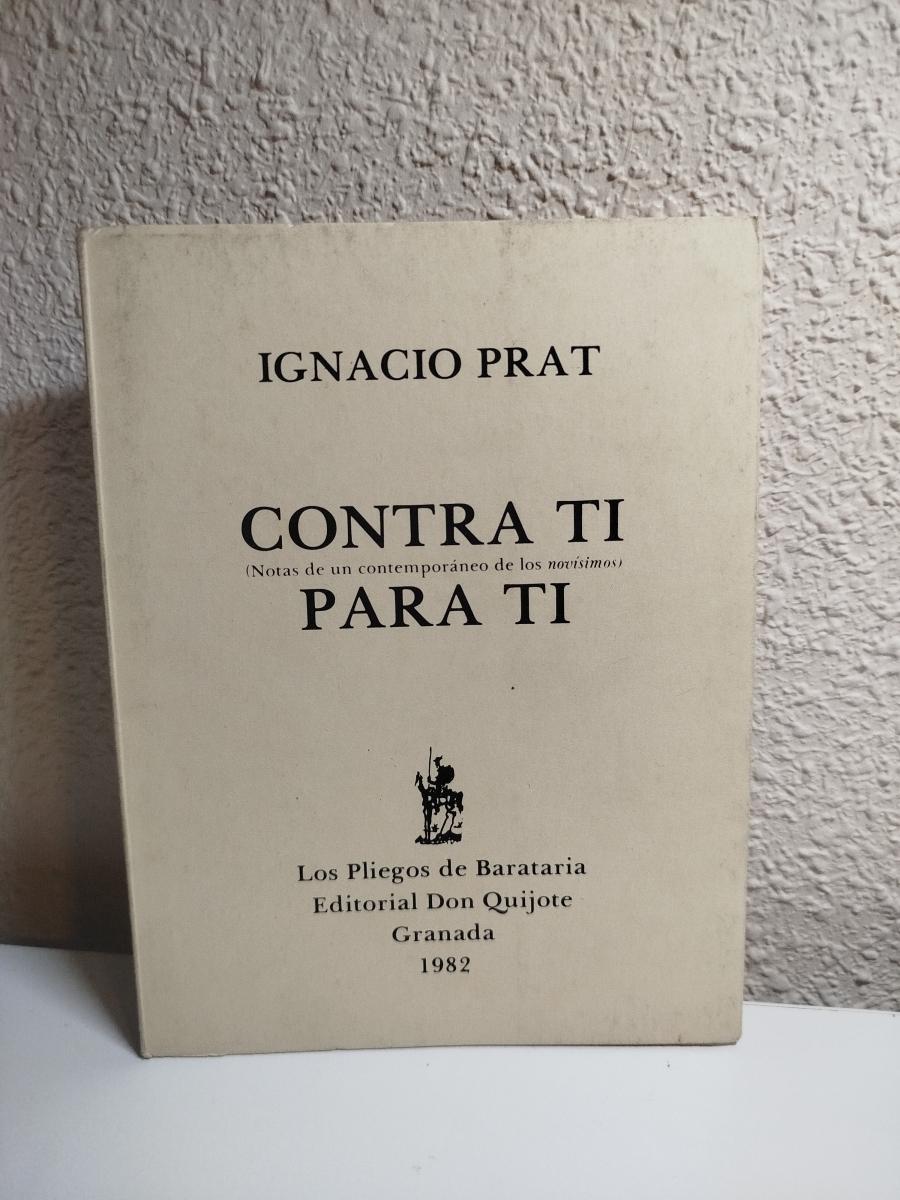 IGNACIO PRAT
CONTRA TI
(Notas de un contemporáneo de los novísimos)
PARA TI
Los Pliegos de Barataria
Editorial Don Quijote
Granada
1982